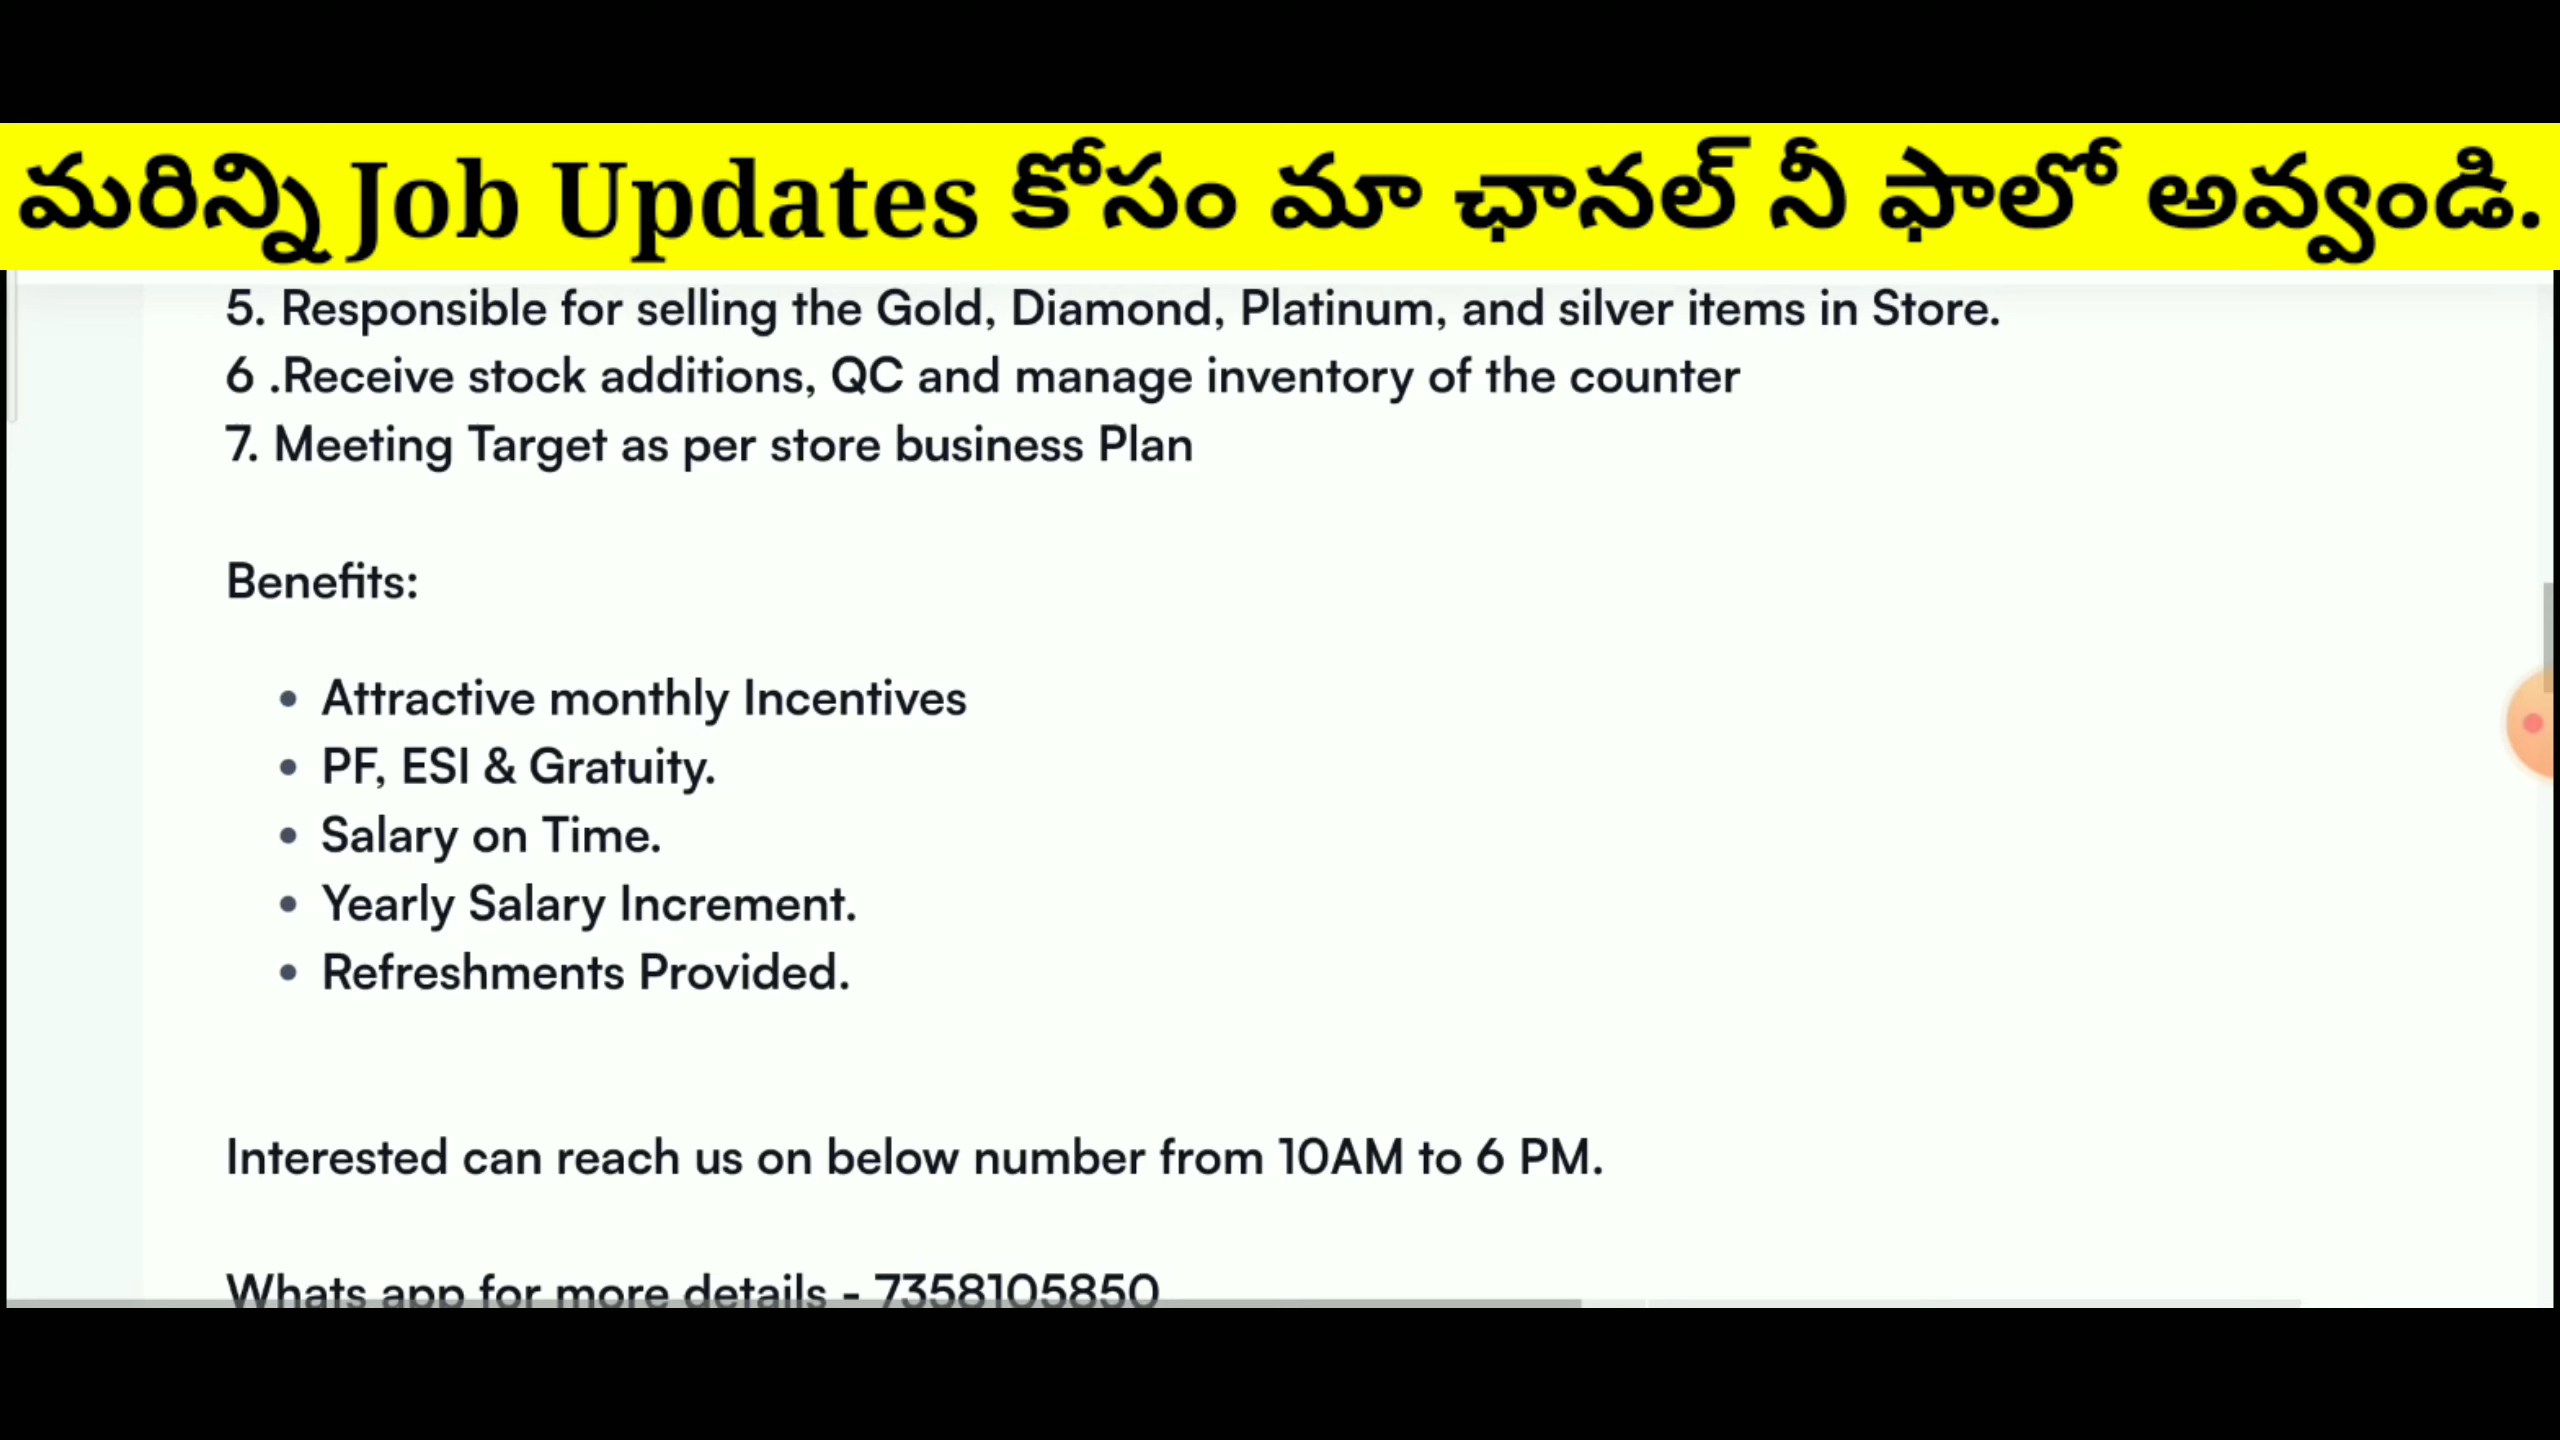 మరిన్ని Job Updates కోసం మా ఛానల్ నీ ఫాలో అవ్వండి.
5. Responsible for selling the Gold, Diamond, Platinum, and silver items in Store.
6 .Receive stock additions, QC and manage inventory of the counter
7. Meeting Target as per store business Plan
Benefits:
• Attractive monthly Incentives
• PF, ESI & Gratuity.
• Salary on Time.
• Yearly Salary Increment.
• Refreshments Provided.
Interested can reach us on below number from 10AM to 6 PM.
Whats app for more details - 7358105850